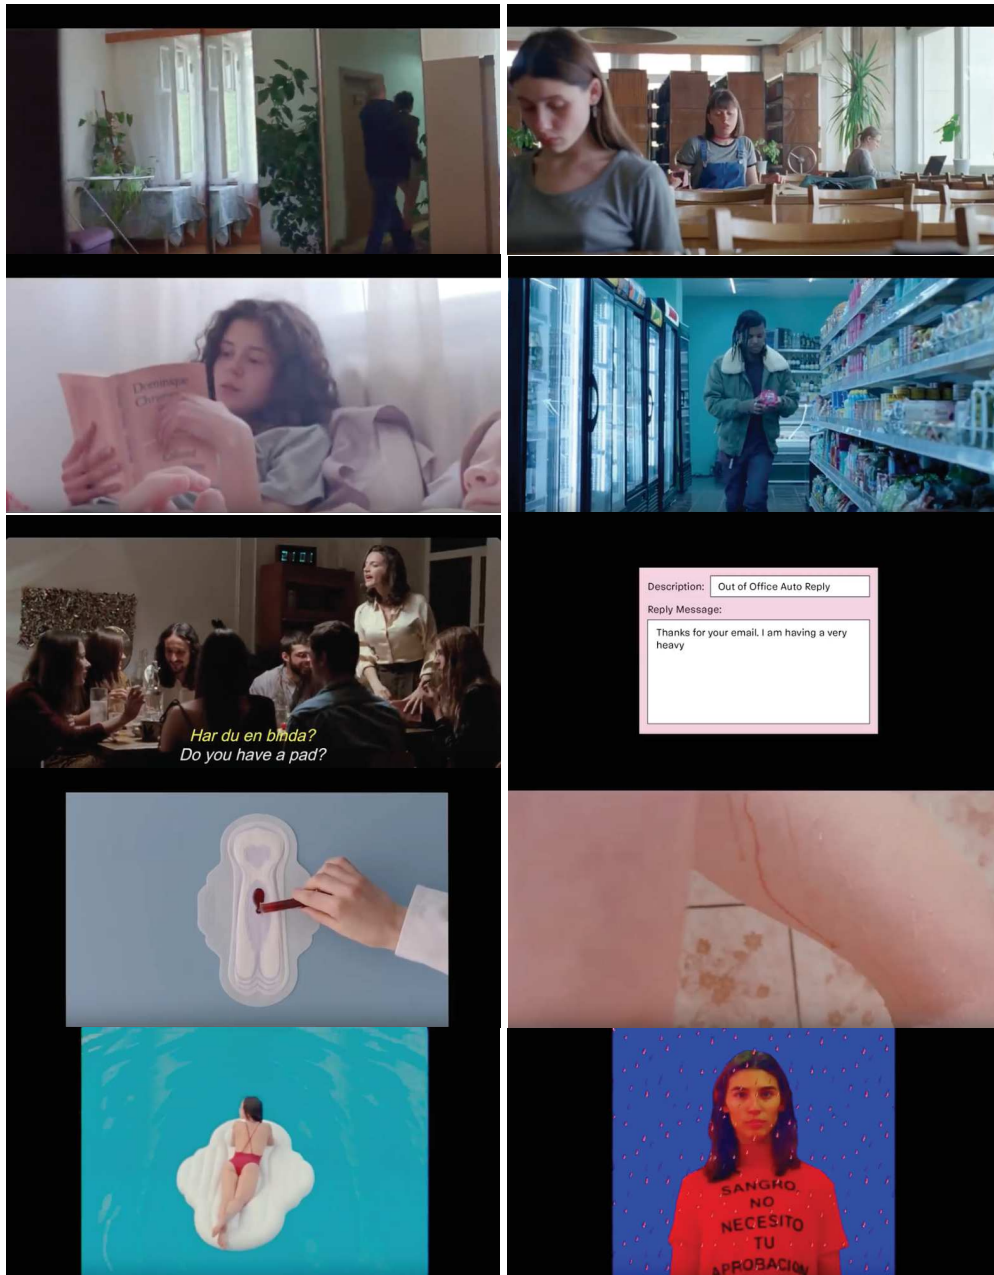 Dominique
2101
Har du en binda?
Do you have a pad?
Description:
Out of Office Auto Reply
Reply Message:
Thanks for your email. I am having a very
heavy
SANGRO,
NO
NECESITO
TU
APROBACION